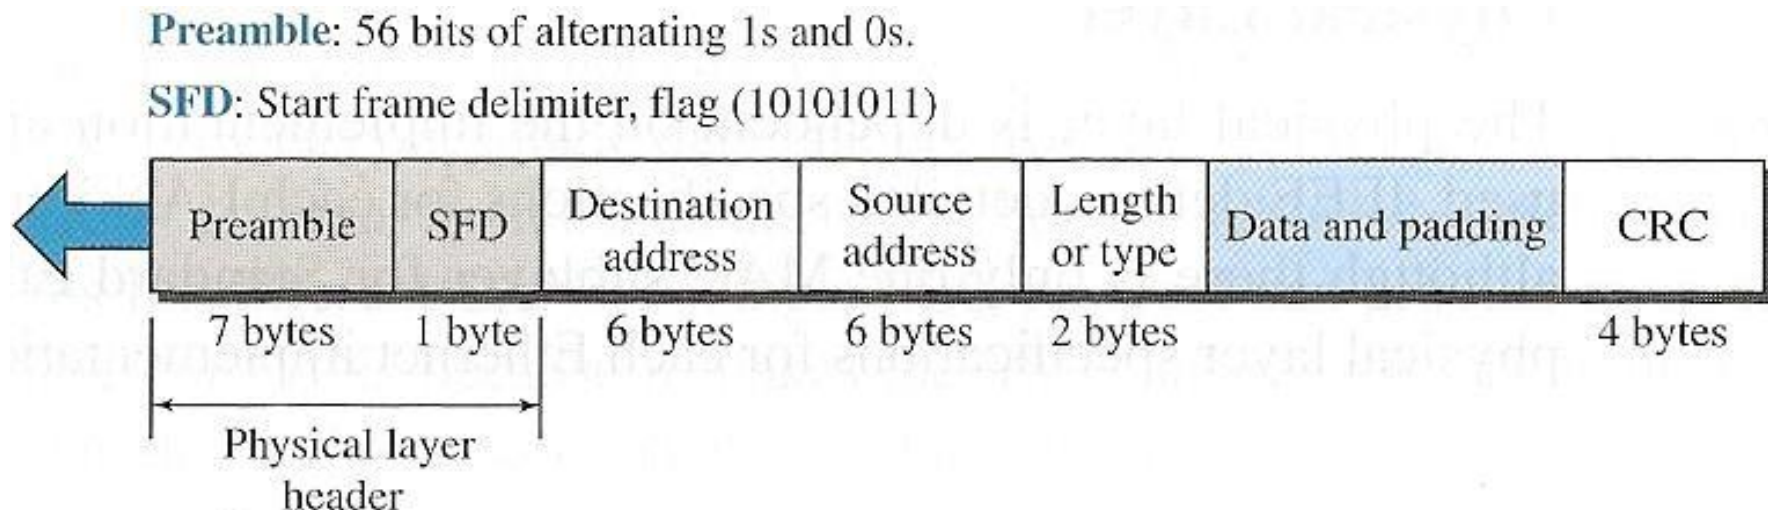 Preamble: 56 bits of alternating 1s and 0s.
SFD: Start frame delimiter, flag (10101011)
Preamble
SFD
Destination
address
Source
address
Length
or type
Data and padding
CRC
7 bytes
1 byte
6 bytes
6 bytes
2 bytes
4 bytes
Physical layer
header